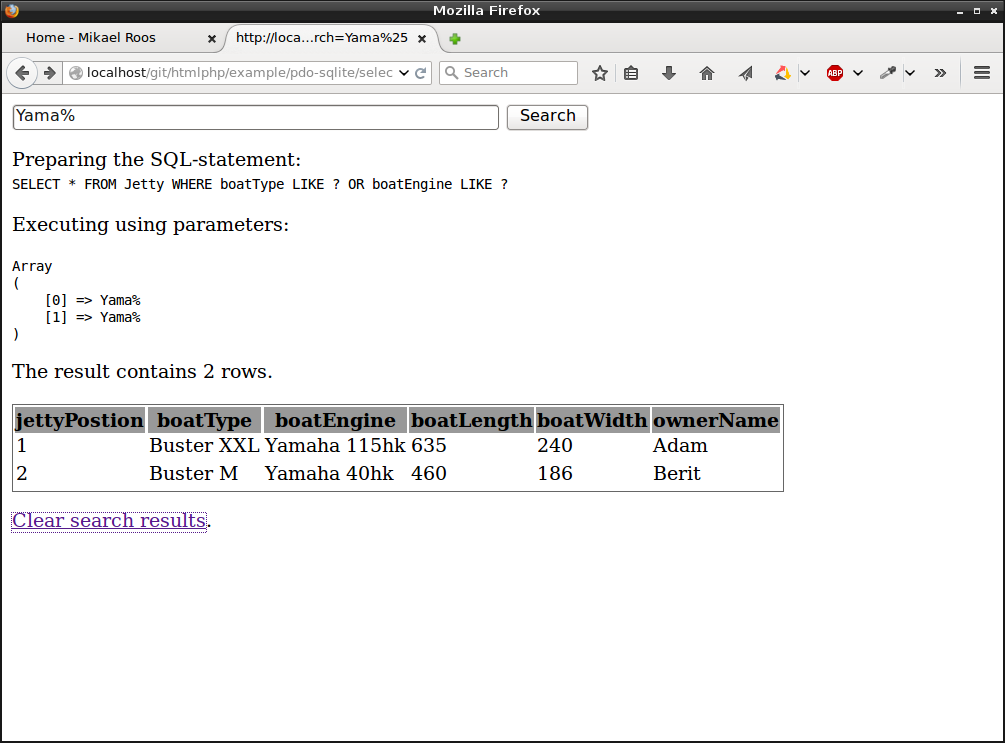 Mozilla Firefox
Home - Mikael Roos
http://loca...rch=Yama%25
localhost/git/htmlphp/example/pdo-sqlite/selec
Search
ABP
Yama%
Search
Preparing the SQL-statement:
SELECT * FROM Jetty WHERE boatType LIKE ? OR boatEngine LIKE ?
Executing using parameters:
Array
(
    [0] => Yama%
    [1] => Yama%
)
The result contains 2 rows.
jettyPostion boatType boatEngine boatLength boatWidth ownerName
1 Buster XXL Yamaha 115hk 635 240 Adam
2 Buster M Yamaha 40hk 460 186 Berit
Clear search results.